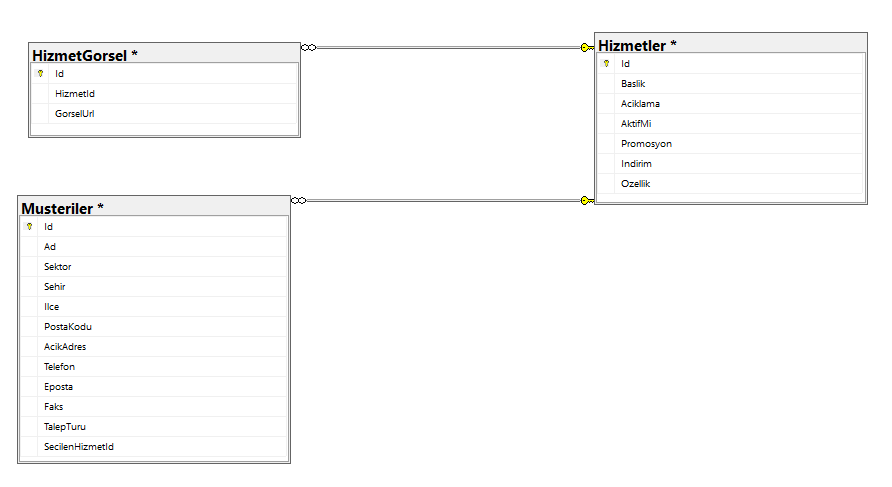 HizmetGorsel *
Id
HizmetId
GorselUrl
Hizmetler *
Id
Baslik
Aciklama
AktifMi
Promosyon
Indirim
Ozellik
Musteriler *
Id
Ad
Sektor
Sehir
Ilce
PostaKodu
AcikAdres
Telefon
Eposta
Faks
TalepTuru
SecilenHizmetId